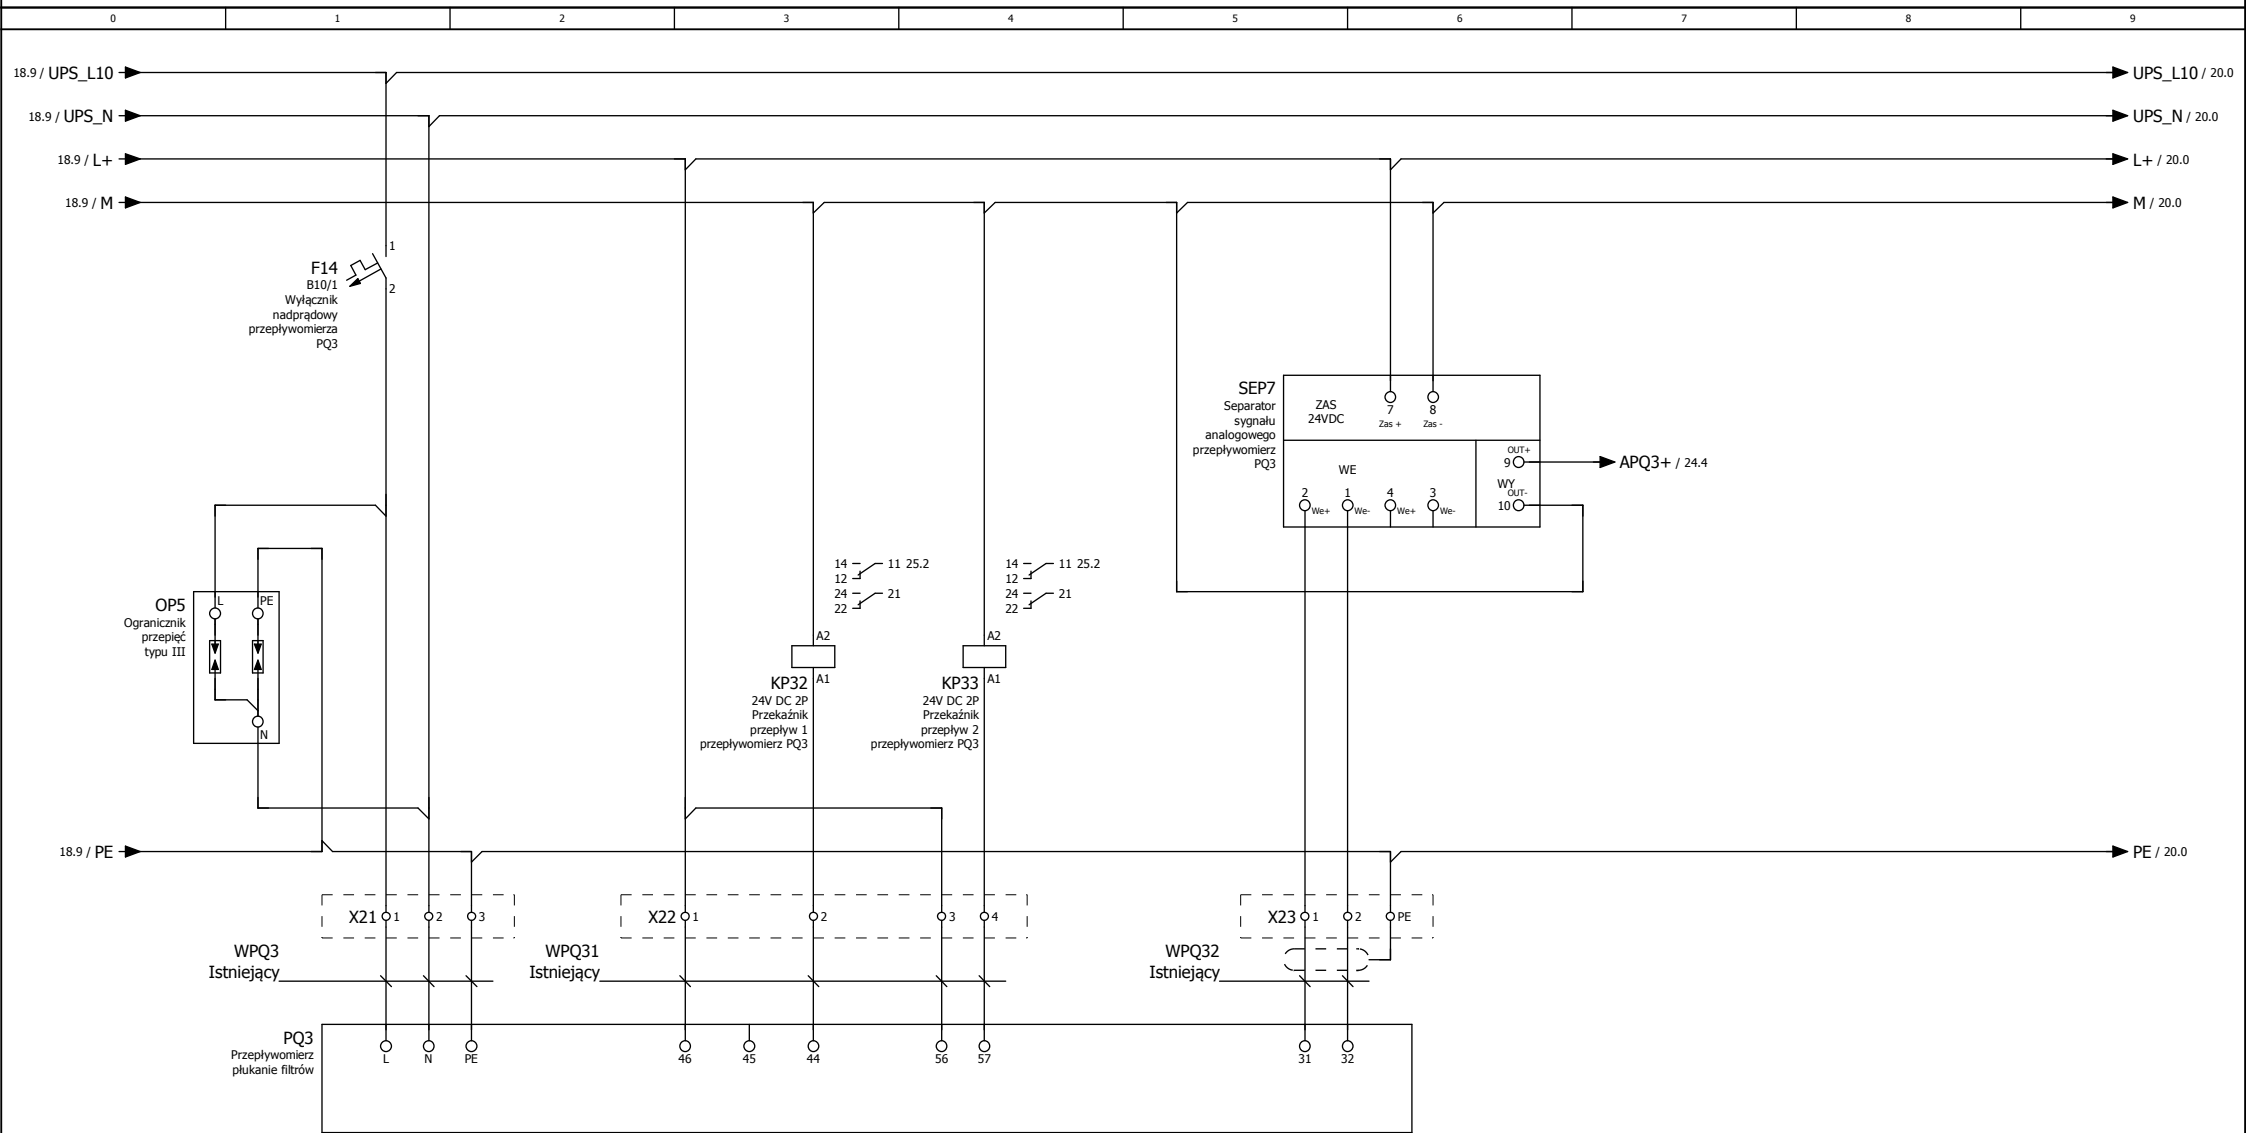 0 1 2 3 4 5 6 7 8 9
18.9 / UPS_L10
UPS_L10 / 20.0
18.9 / UPS_N
UPS_N / 20.0
18.9 / L+
L+ / 20.0
18.9 / M
M / 20.0
1
F14
B10/1
2
Wyłącznik
nadprądowy
przepływomierza
PQ3
SEP7
Separator
sygnału
analogowego
przepływomierz
PQ3
ZAS
24VDC
7
Zas +
8
Zas -
WE
2
We+
1
We-
4
We+
3
We-
OUT+
9
WY
OUT-
10
APQ3+ / 24.4
OP5
Ogranicznik
przepięć
typu III
L
PE
N
14
12
11 25.2
24
22
21
A2
A1
KP32
24V DC 2P
Przekaźnik
przepływ 1
przepływomierz PQ3
14
12
11 25.2
24
22
21
A2
A1
KP33
24V DC 2P
Przekaźnik
przepływ 2
przepływomierz PQ3
18.9 / PE
PE / 20.0
X21 1 2 3
X22 1 2 3 4
X23 1 2 PE
WPQ3
Istniejący
WPQ31
Istniejący
WPQ32
Istniejący
PQ3
Przepływomierz
płukanie filtrów
L N PE 46 45 44 56 57 31 32